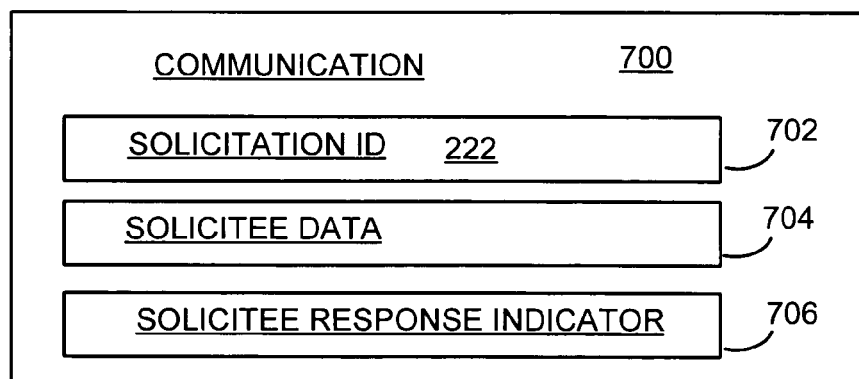 COMMUNICATION 700
SOLICITATION ID 222
702
SOLICITEE DATA
704
SOLICITEE RESPONSE INDICATOR
706